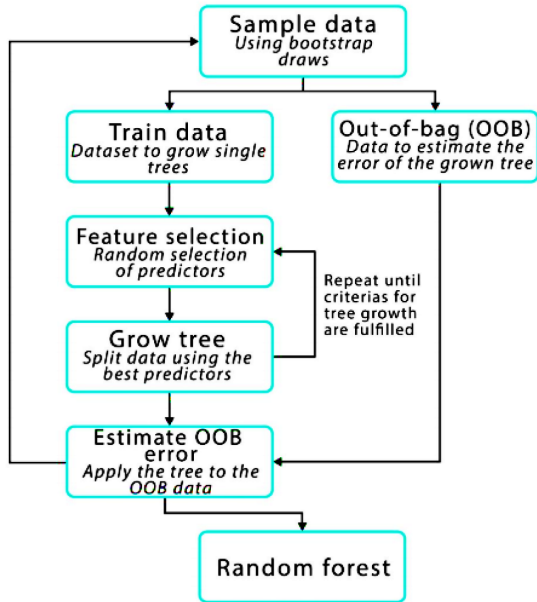 Sample data
Using bootstrap
draws
Train data
Dataset to grow single
trees
Out-of-bag (OOB)
Data to estimate the
error of the grown tree
Feature selection
Random selection
of predictors
Repeat until
criterias for
tree growth
are fulfilled
Grow tree
Split data using the
best predictors
Estimate OOB
error
Apply the tree to the
OOB data
Random forest